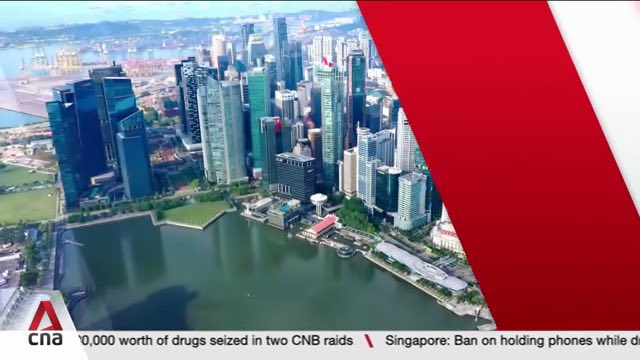 cna
0,000 worth of drugs seized in two CNB raids \ Singapore: Ban on holding phones while d